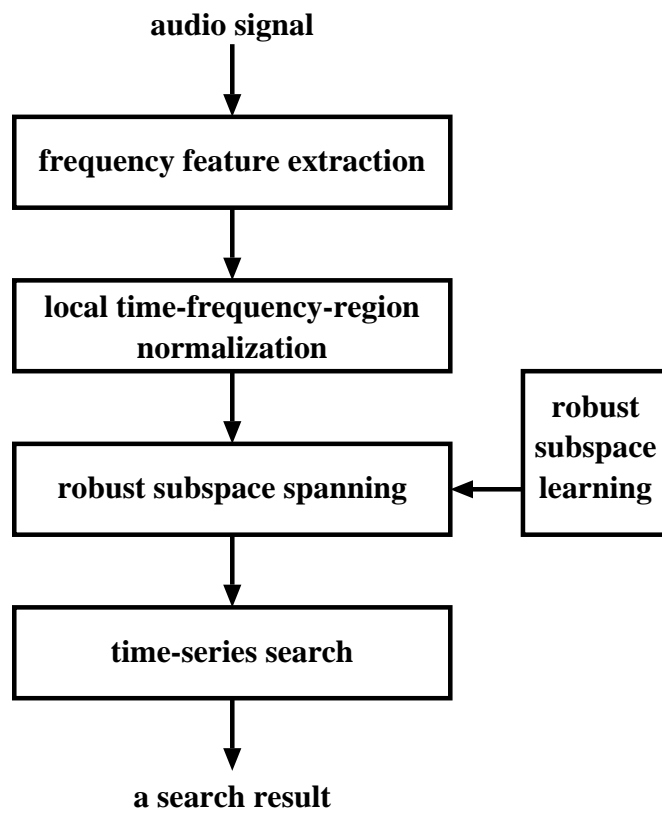 audio signal
frequency feature extraction
local time-frequency-region
normalization
robust subspace spanning
robust
subspace
learning
time-series search
a search result